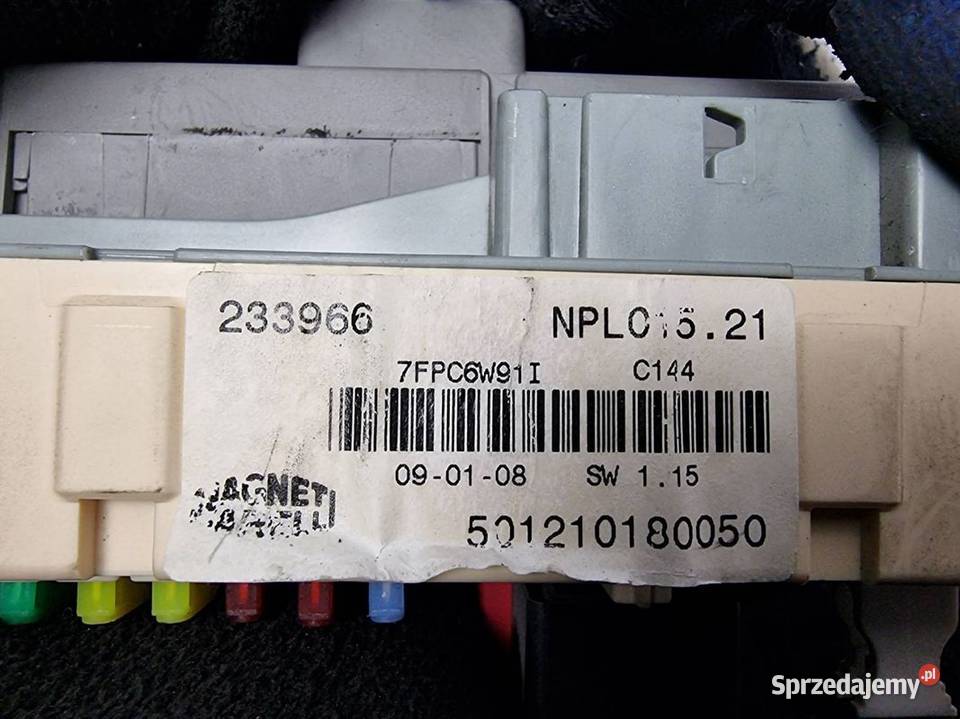 233966 NPL015.21
7FPC6W91I C144
09-01-08 SW 1.15
MAGNETI
MARELLI
501210180050
Sprzedajemy.pl